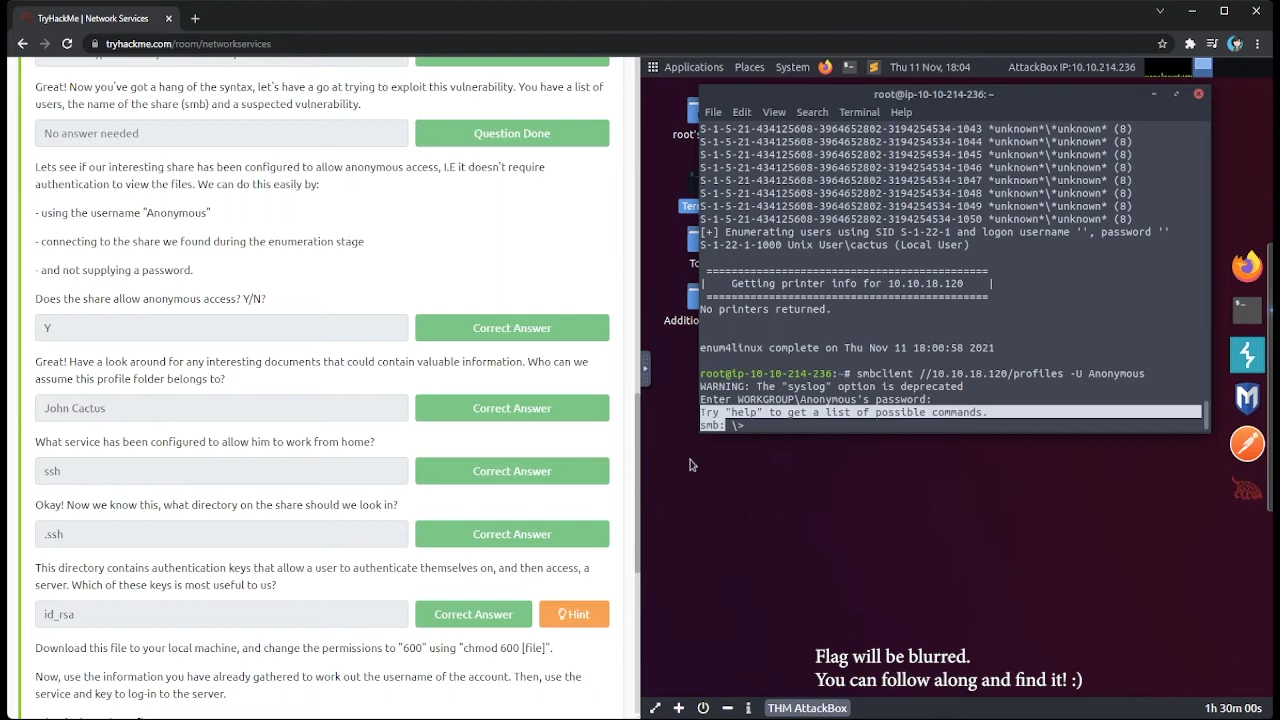 TryHackMe | Network Services
tryhackme.com/room/networkservices
Great! Now you've got a hang of the syntax, let's have a go at trying to exploit this vulnerability. You have a list of
users, the name of the share (smb) and a suspected vulnerability.
No answer needed
Question Done
Lets see if our interesting share has been configured to allow anonymous access, I.E it doesn't require
authentication to view the files. We can do this easily by:
- using the username "Anonymous"
- connecting to the share we found during the enumeration stage
- and not supplying a password.
Does the share allow anonymous access? Y/N?
Y
Correct Answer
Great! Have a look around for any interesting documents that could contain valuable information. Who can we
assume this profile folder belongs to?
John Cactus
Correct Answer
What service has been configured to allow him to work from home?
ssh
Correct Answer
Okay! Now we know this, what directory on the share should we look in?
.ssh
Correct Answer
This directory contains authentication keys that allow a user to authenticate themselves on, and then access, a
server. Which of these keys is most useful to us?
id_rsa
Correct Answer
Hint
Download this file to your local machine, and change the permissions to "600" using "chmod 600 [file]".
Now, use the information you have already gathered to work out the username of the account. Then, use the
service and key to log-in to the server.
Applications Places System
Thu 11 Nov, 18:04
AttackBox IP:10.10.214.236
root's
Ter
To
Additio
root@ip-10-10-214-236: ~
File Edit View Search Terminal Help
S-1-5-21-434125608-3964652802-3194254534-1043 *unknown*\*unknown* (8)
S-1-5-21-434125608-3964652802-3194254534-1044 *unknown*\*unknown* (8)
S-1-5-21-434125608-3964652802-3194254534-1045 *unknown*\*unknown* (8)
S-1-5-21-434125608-3964652802-3194254534-1046 *unknown*\*unknown* (8)
S-1-5-21-434125608-3964652802-3194254534-1047 *unknown*\*unknown* (8)
S-1-5-21-434125608-3964652802-3194254534-1048 *unknown*\*unknown* (8)
S-1-5-21-434125608-3964652802-3194254534-1049 *unknown*\*unknown* (8)
S-1-5-21-434125608-3964652802-3194254534-1050 *unknown*\*unknown* (8)
[+] Enumerating users using SID S-1-22-1 and logon username '', password ''
S-1-22-1-1000 Unix User\cactus (Local User)
=============================================
| Getting printer info for 10.10.18.120 |
=============================================
No printers returned.
enum4linux complete on Thu Nov 11 18:00:58 2021
root@ip-10-10-214-236:~# smbclient //10.10.18.120/profiles -U Anonymous
WARNING: The "syslog" option is deprecated
Enter WORKGROUP\Anonymous's password:
Try "help" to get a list of possible commands.
smb: \>
Flag will be blurred.
You can follow along and find it! :)
THM AttackBox
1h 30m 00s